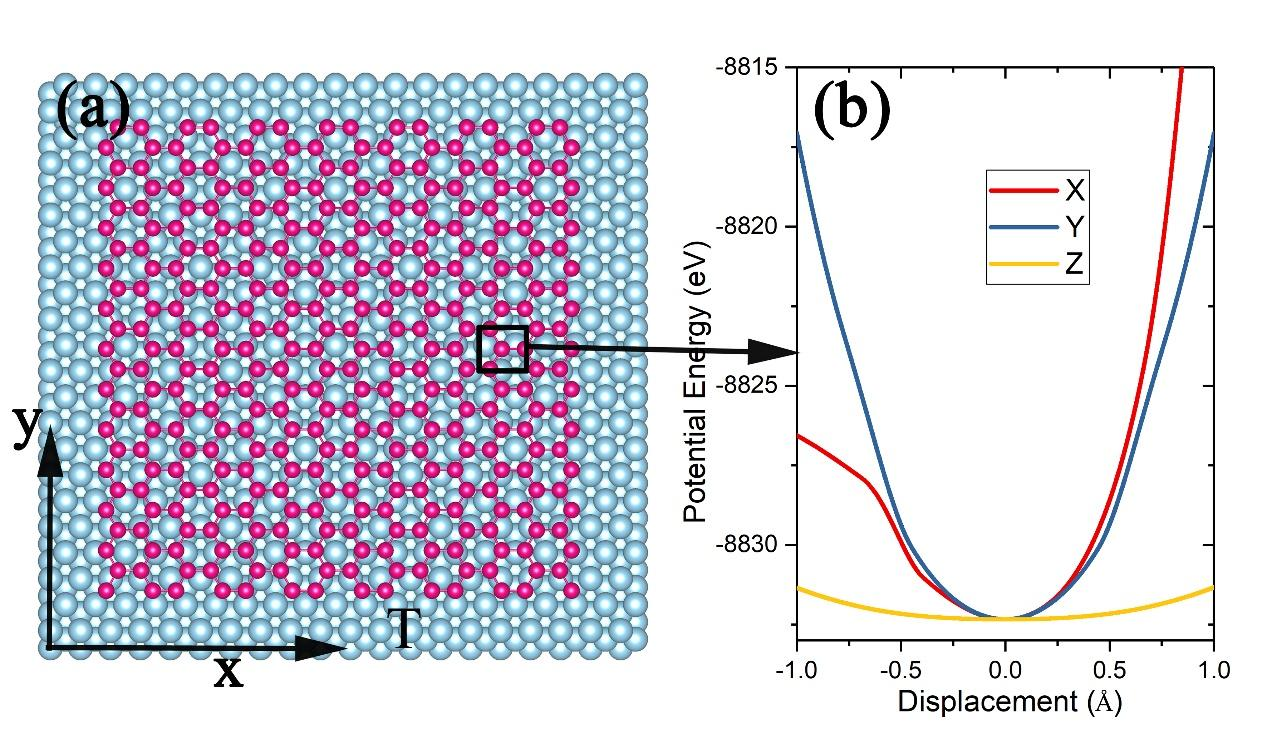 (a)
y
x
T
(b)
X
Y
Z
Potential Energy (eV)
-8815
-8820
-8825
-8830
-1.0 -0.5 0.0 0.5 1.0
Displacement (Å)